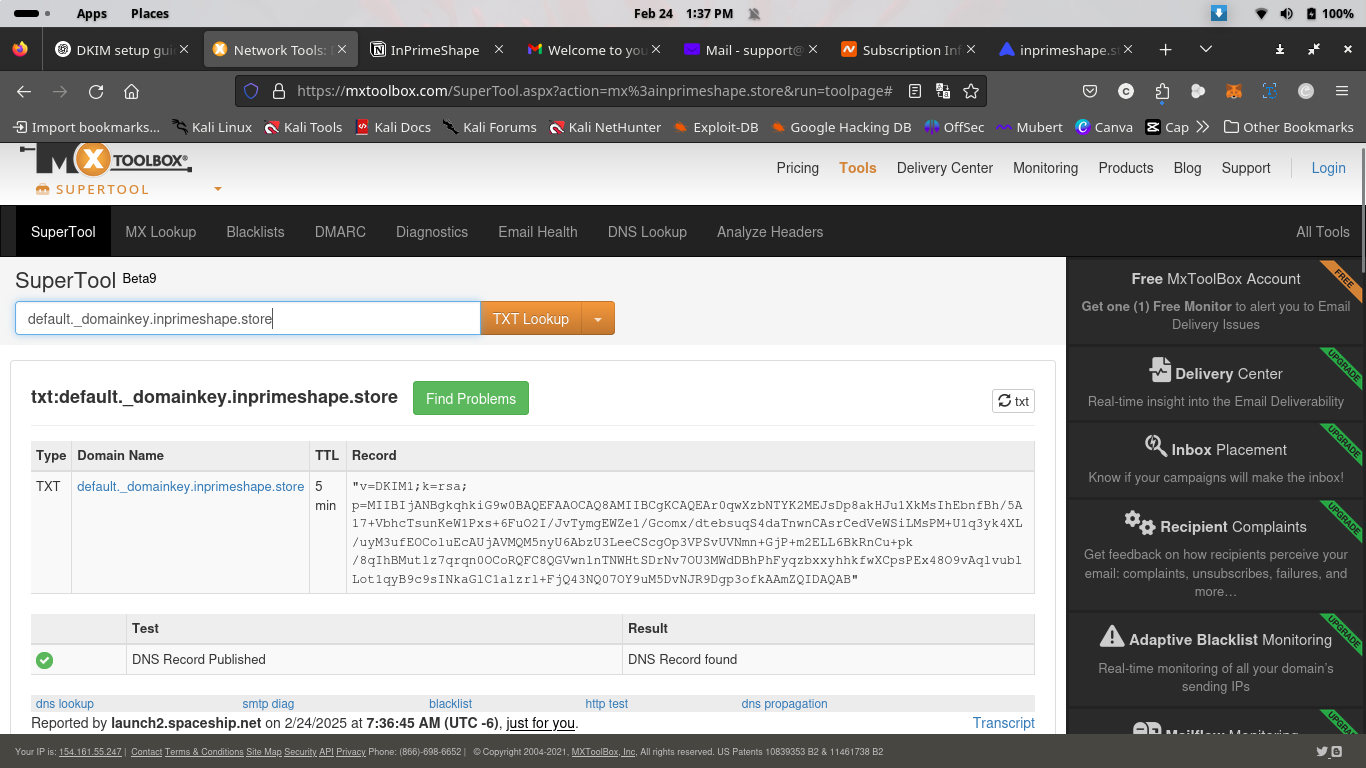 Apps Places Feb 24 1:37 PM 100%
DKIM setup gui Network Tools: InPrimeShape Welcome to you Mail - support@ Subscription Inf inprimeshape.s
https://mxtoolbox.com/SuperTool.aspx?action=mx%3ainprimeshape.store&run=toolpage#
Import bookmarks... Kali Linux Kali Tools Kali Docs Kali Forums Kali NetHunter Exploit-DB Google Hacking DB OffSec Mubert Canva Cap Other Bookmarks
MX TOOLBOX®
SUPERTOOL
Pricing Tools Delivery Center Monitoring Products Blog Support Login
SuperTool MX Lookup Blacklists DMARC Diagnostics Email Health DNS Lookup Analyze Headers All Tools
SuperTool Beta9
default._domainkey.inprimeshape.store TXT Lookup
txt:default._domainkey.inprimeshape.store Find Problems txt
Type Domain Name TTL Record
TXT default._domainkey.inprimeshape.store 5 min "v=DKIM1;k=rsa;
p=MIIBIjANBgkqhkiG9w0BAQEFAAOCAQ8AMIIBCgKCAQEAr0qwXzbNTYK2MEJsDp8akHJu1XkMsIhEbnfBh/5A
17+VbhcTsunKeW1Pxs+6FuO2I/JvTymgEWZe1/Gcomx/dtebsuqS4daTnwnCAsrCedVeWSiLMsPM+U1q3yk4XL
/uyM3ufEOColuEcAUjAVMQM5nyU6AbzU3LeeCScgOp3VPSvUVNmn+GjP+m2ELL6BkRnCu+pk
/8qIhBMutlz7qrqn0OCoRQFC8QGVwnlnTNWHtSDrNv7OU3MWdDBhPhFyqzbxxyhhkfwXCpsPEx48O9vAqlvubl
Lot1qyB9c9sINkaGlC1alzrl+FjQ43NQ07OY9uM5DvNJR9Dgp3ofkAAmZQIDAQAB"
Test Result
DNS Record Published DNS Record found
dns lookup smtp diag blacklist http test dns propagation
Reported by launch2.spaceship.net on 2/24/2025 at 7:36:45 AM (UTC -6), just for you. Transcript
Free MxToolBox Account
FREE
Get one (1) Free Monitor to alert you to Email
Delivery Issues
UPGRADE
Delivery Center
Real-time insight into the Email Deliverability
UPGRADE
Inbox Placement
Know if your campaigns will make the inbox!
UPGRADE
Recipient Complaints
Get feedback on how recipients perceive your
email: complaints, unsubscribes, failures, and
more…
UPGRADE
Adaptive Blacklist Monitoring
Real-time monitoring of all your domain's
sending IPs
UPGRADE
Mailflow Monitoring
Your IP is: 154.161.55.247 | Contact Terms & Conditions Site Map Security API Privacy Phone: (866)-698-6652 | © Copyright 2004-2021, MXToolBox, Inc, All rights reserved. US Patents 10839353 B2 & 11461738 B2